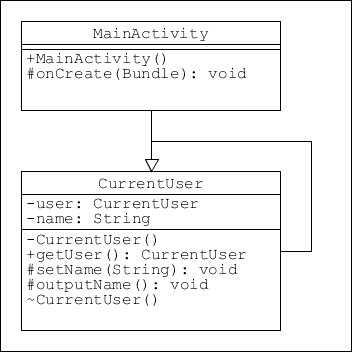 MainActivity
+MainActivity()
#onCreate(Bundle): void
CurrentUser
-user: CurrentUser
-name: String
-CurrentUser()
+getUser(): CurrentUser
#setName(String): void
#outputName(): void
~CurrentUser()